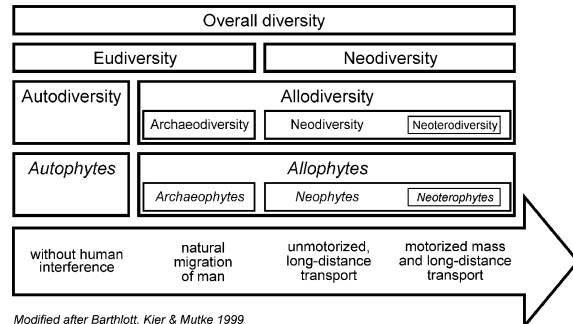 Overall diversity
Eudiversity
Neodiversity
Autodiversity
Allodiversity
Archaeodiversity
Neodiversity
Neoterodiversity
Autophytes
Allophytes
Archaeophytes
Neophytes
Neoterophytes
without human
interference
natural
migration
of man
unmotorized,
long-distance
transport
motorized mass
and long-distance
transport
Modified after Barthlott, Kier & Mutke 1999